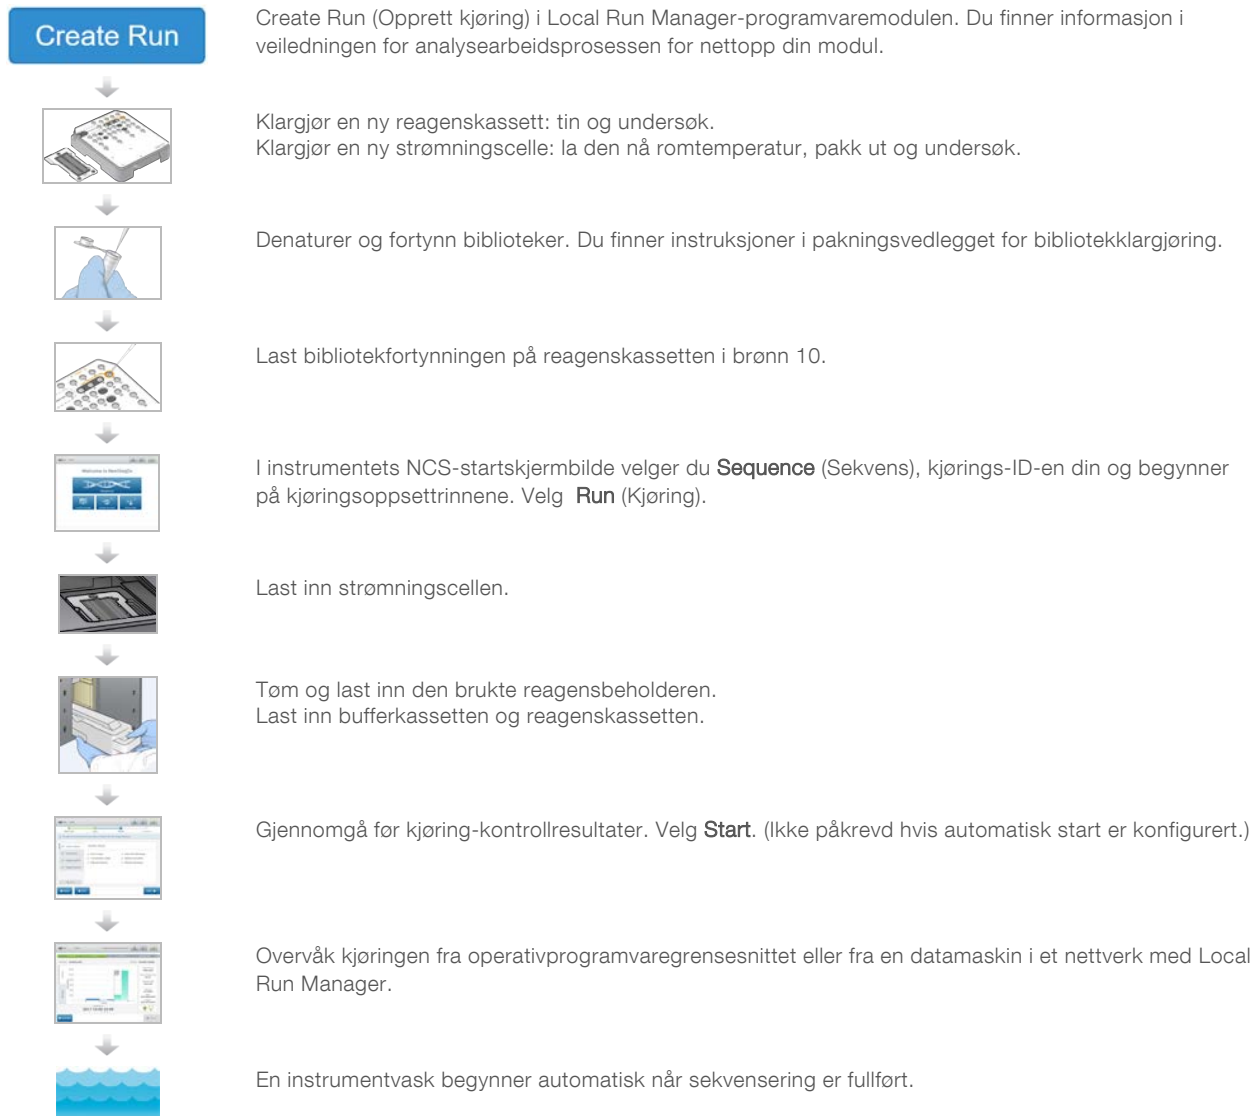 Create Run
Create Run (Opprett kjøring) i Local Run Manager-programvaremodulen. Du finner informasjon i
veiledningen for analysearbeidsprosessen for nettopp din modul.
Klargjør en ny reagenskassett: tin og undersøk.
Klargjør en ny strømningscelle: la den nå romtemperatur, pakk ut og undersøk.
Denaturer og fortynn biblioteker. Du finner instruksjoner i pakningsvedlegget for bibliotekklargjøring.
Last bibliotekfortynningen på reagenskassetten i brønn 10.
I instrumentets NCS-startskjermbilde velger du Sequence (Sekvens), kjørings-ID-en din og begynner
på kjøringsoppsettrinnene. Velg Run (Kjøring).
Last inn strømningscellen.
Tøm og last inn den brukte reagensbeholderen.
Last inn bufferkassetten og reagenskassetten.
Gjennomgå før kjøring-kontrollresultater. Velg Start. (Ikke påkrevd hvis automatisk start er konfigurert.)
Overvåk kjøringen fra operativprogramvaregrensesnittet eller fra en datamaskin i et nettverk med Local
Run Manager.
En instrumentvask begynner automatisk når sekvensering er fullført.